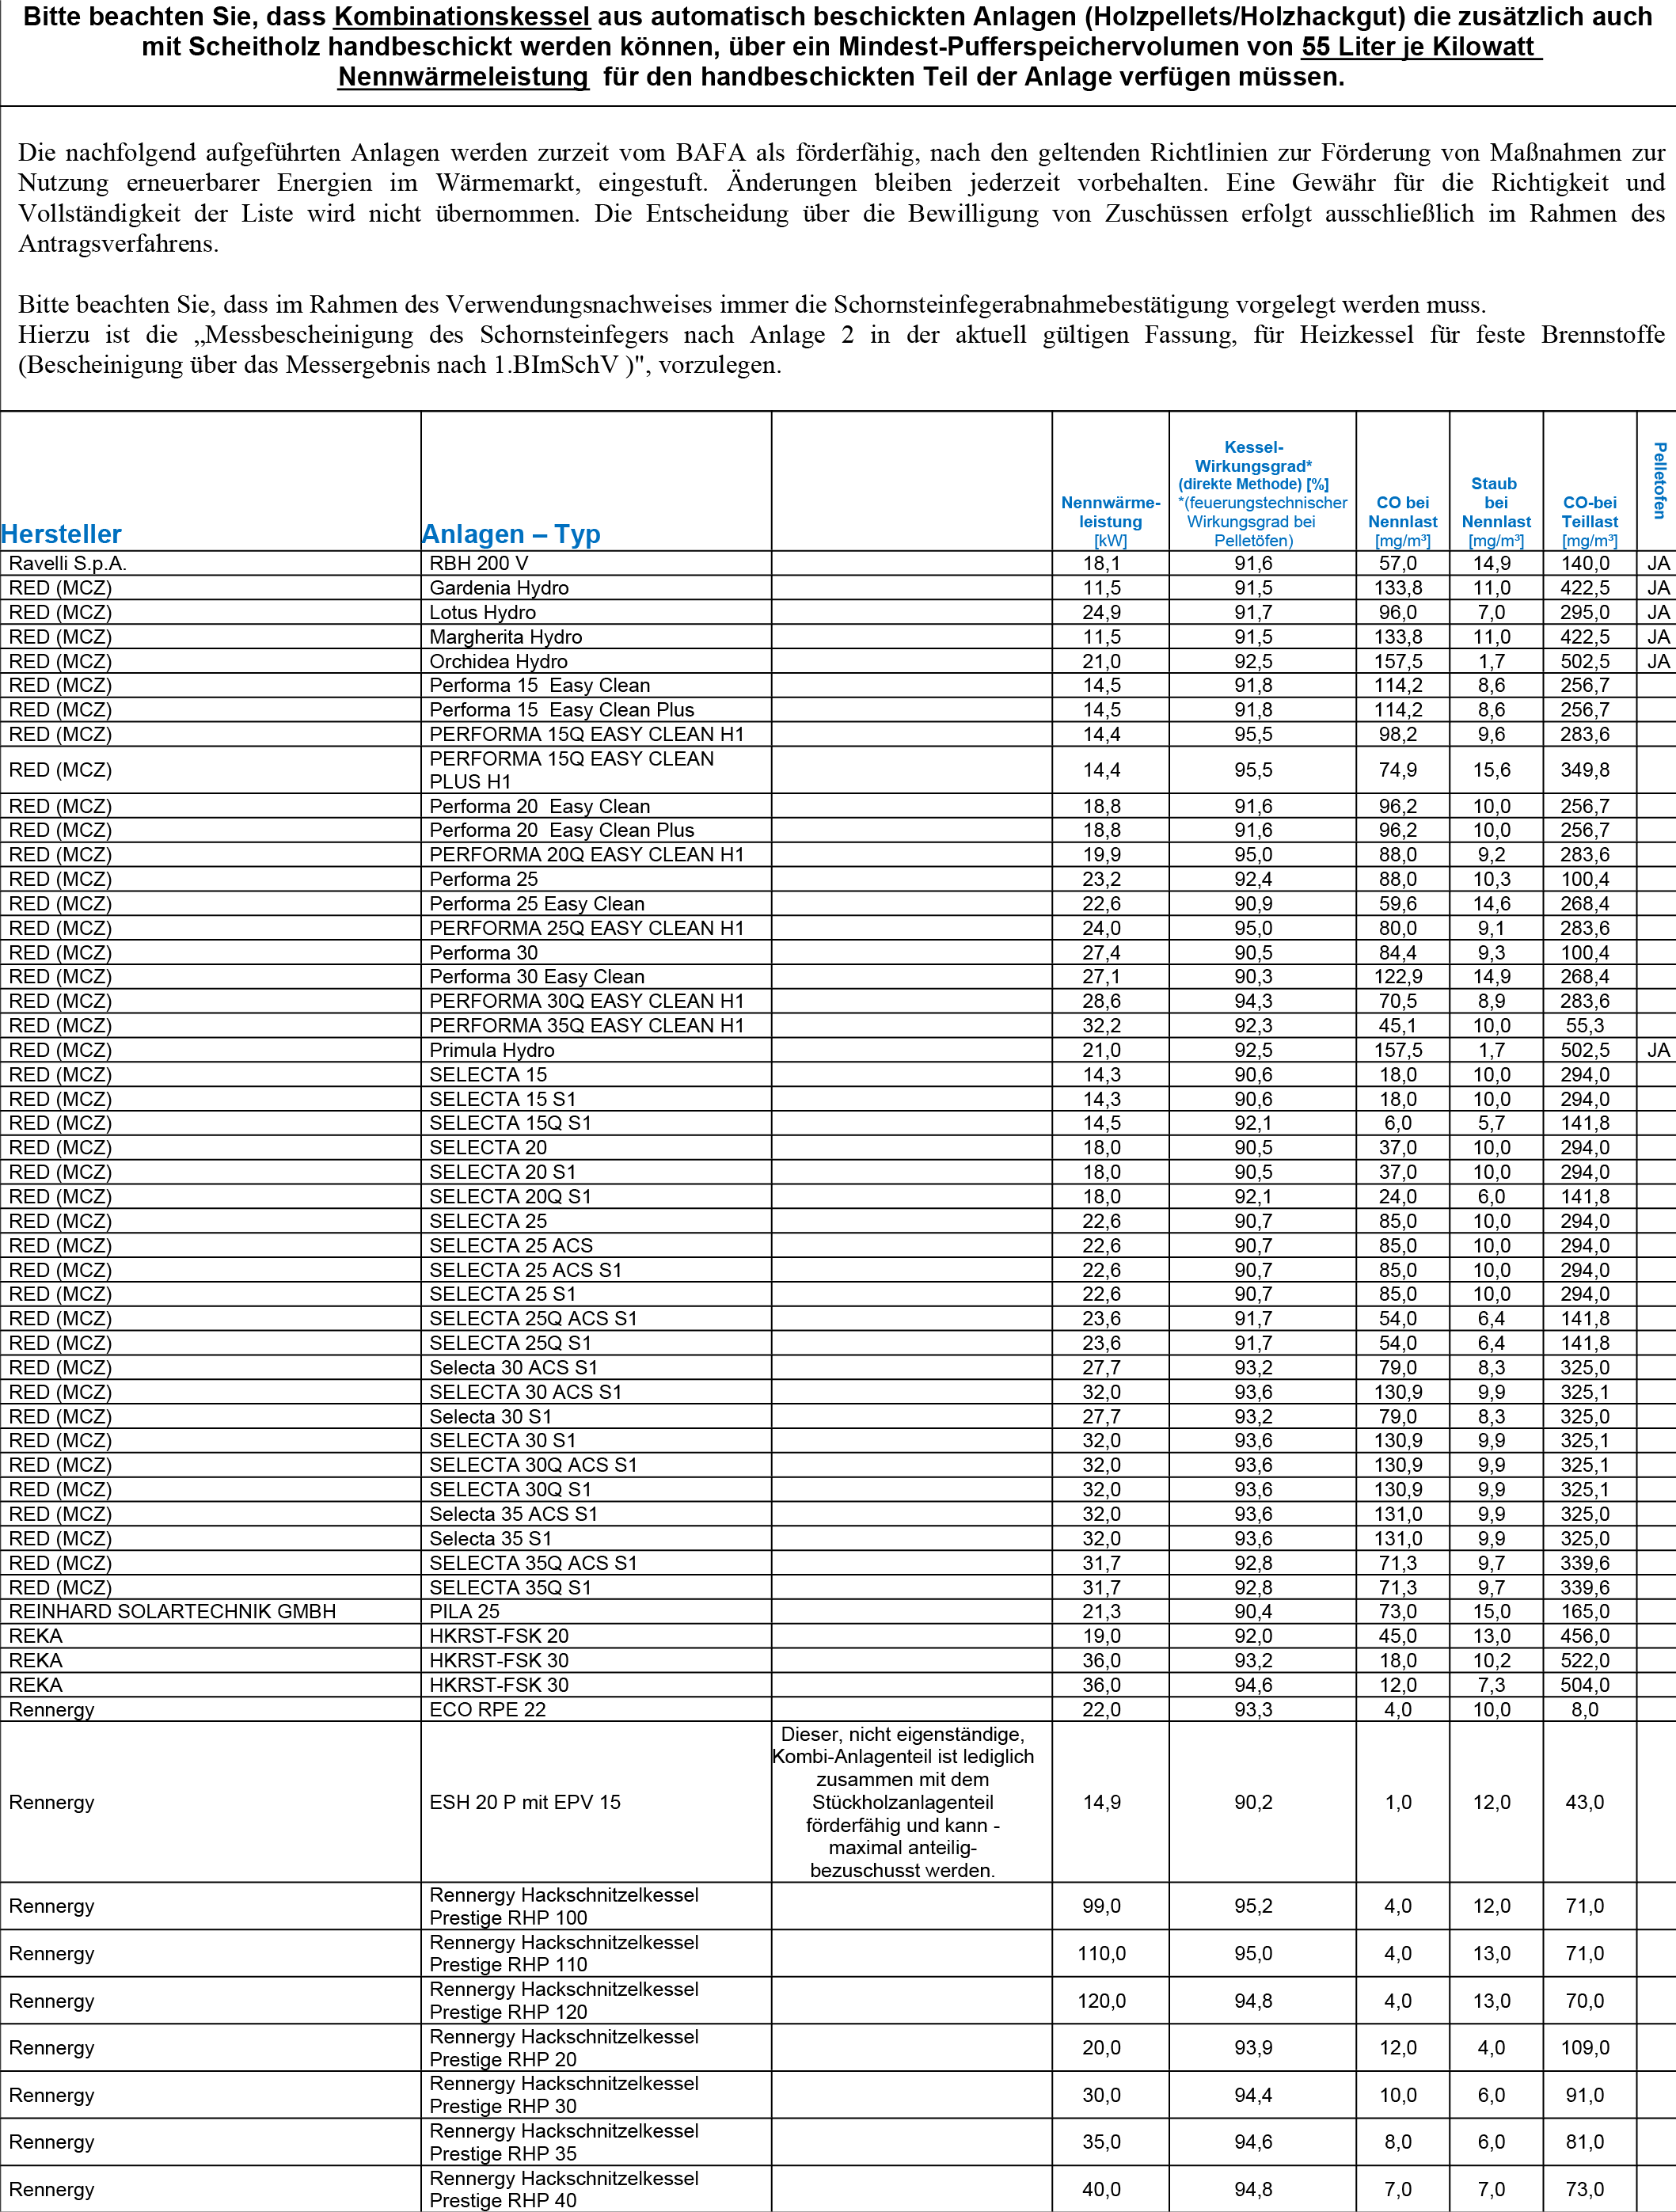 Bitte beachten Sie, dass Kombinationskessel aus automatisch beschickten Anlagen (Holzpellets/Holzhackgut) die zusätzlich auch
mit Scheitholz handbeschickt werden können, über ein Mindest-Pufferspeichervolumen von 55 Liter je Kilowatt
Nennwärmeleistung für den handbeschickten Teil der Anlage verfügen müssen.
Die nachfolgend aufgeführten Anlagen werden zurzeit vom BAFA als förderfähig, nach den geltenden Richtlinien zur Förderung von Maßnahmen zur
Nutzung erneuerbarer Energien im Wärmemarkt, eingestuft. Änderungen bleiben jederzeit vorbehalten. Eine Gewähr für die Richtigkeit und
Vollständigkeit der Liste wird nicht übernommen. Die Entscheidung über die Bewilligung von Zuschüssen erfolgt ausschließlich im Rahmen des
Antragsverfahrens.
Bitte beachten Sie, dass im Rahmen des Verwendungsnachweises immer die Schornsteinfegerabnahmebestätigung vorgelegt werden muss.
Hierzu ist die „Messbescheinigung des Schornsteinfegers nach Anlage 2 in der aktuell gültigen Fassung, für Heizkessel für feste Brennstoffe
(Bescheinigung über das Messergebnis nach 1.BImSchV )", vorzulegen.
Hersteller
Anlagen – Typ
Nennwärme-
leistung
[kW]
Kessel-
Wirkungsgrad*
(direkte Methode) [%]
*(feuerungstechnischer
Wirkungsgrad bei
Pelletöfen)
CO bei
Nennlast
[mg/m³]
Staub
bei
Nennlast
[mg/m³]
CO-bei
Teillast
[mg/m³]
Pelletofen
Ravelli S.p.A. RBH 200 V 18,1 91,6 57,0 14,9 140,0 JA
RED (MCZ) Gardenia Hydro 11,5 91,5 133,8 11,0 422,5 JA
RED (MCZ) Lotus Hydro 24,9 91,7 96,0 7,0 295,0 JA
RED (MCZ) Margherita Hydro 11,5 91,5 133,8 11,0 422,5 JA
RED (MCZ) Orchidea Hydro 21,0 92,5 157,5 1,7 502,5 JA
RED (MCZ) Performa 15 Easy Clean 14,5 91,8 114,2 8,6 256,7
RED (MCZ) Performa 15 Easy Clean Plus 14,5 91,8 114,2 8,6 256,7
RED (MCZ) PERFORMA 15Q EASY CLEAN H1 14,4 95,5 98,2 9,6 283,6
RED (MCZ) PERFORMA 15Q EASY CLEAN
PLUS H1 14,4 95,5 74,9 15,6 349,8
RED (MCZ) Performa 20 Easy Clean 18,8 91,6 96,2 10,0 256,7
RED (MCZ) Performa 20 Easy Clean Plus 18,8 91,6 96,2 10,0 256,7
RED (MCZ) PERFORMA 20Q EASY CLEAN H1 19,9 95,0 88,0 9,2 283,6
RED (MCZ) Performa 25 23,2 92,4 88,0 10,3 100,4
RED (MCZ) Performa 25 Easy Clean 22,6 90,9 59,6 14,6 268,4
RED (MCZ) PERFORMA 25Q EASY CLEAN H1 24,0 95,0 80,0 9,1 283,6
RED (MCZ) Performa 30 27,4 90,5 84,4 9,3 100,4
RED (MCZ) Performa 30 Easy Clean 27,1 90,3 122,9 14,9 268,4
RED (MCZ) PERFORMA 30Q EASY CLEAN H1 28,6 94,3 70,5 8,9 283,6
RED (MCZ) PERFORMA 35Q EASY CLEAN H1 32,2 92,3 45,1 10,0 55,3
RED (MCZ) Primula Hydro 21,0 92,5 157,5 1,7 502,5 JA
RED (MCZ) SELECTA 15 14,3 90,6 18,0 10,0 294,0
RED (MCZ) SELECTA 15 S1 14,3 90,6 18,0 10,0 294,0
RED (MCZ) SELECTA 15Q S1 14,5 92,1 6,0 5,7 141,8
RED (MCZ) SELECTA 20 18,0 90,5 37,0 10,0 294,0
RED (MCZ) SELECTA 20 S1 18,0 90,5 37,0 10,0 294,0
RED (MCZ) SELECTA 20Q S1 18,0 92,1 24,0 6,0 141,8
RED (MCZ) SELECTA 25 22,6 90,7 85,0 10,0 294,0
RED (MCZ) SELECTA 25 ACS 22,6 90,7 85,0 10,0 294,0
RED (MCZ) SELECTA 25 ACS S1 22,6 90,7 85,0 10,0 294,0
RED (MCZ) SELECTA 25 S1 22,6 90,7 85,0 10,0 294,0
RED (MCZ) SELECTA 25Q ACS S1 23,6 91,7 54,0 6,4 141,8
RED (MCZ) SELECTA 25Q S1 23,6 91,7 54,0 6,4 141,8
RED (MCZ) Selecta 30 ACS S1 27,7 93,2 79,0 8,3 325,0
RED (MCZ) SELECTA 30 ACS S1 32,0 93,6 130,9 9,9 325,1
RED (MCZ) Selecta 30 S1 27,7 93,2 79,0 8,3 325,0
RED (MCZ) SELECTA 30 S1 32,0 93,6 130,9 9,9 325,1
RED (MCZ) SELECTA 30Q ACS S1 32,0 93,6 130,9 9,9 325,1
RED (MCZ) SELECTA 30Q S1 32,0 93,6 130,9 9,9 325,1
RED (MCZ) Selecta 35 ACS S1 32,0 93,6 131,0 9,9 325,0
RED (MCZ) Selecta 35 S1 32,0 93,6 131,0 9,9 325,0
RED (MCZ) SELECTA 35Q ACS S1 31,7 92,8 71,3 9,7 339,6
RED (MCZ) SELECTA 35Q S1 31,7 92,8 71,3 9,7 339,6
REINHARD SOLARTECHNIK GMBH PILA 25 21,3 90,4 73,0 15,0 165,0
REKA HKRST-FSK 20 19,0 92,0 45,0 13,0 456,0
REKA HKRST-FSK 30 36,0 93,2 18,0 10,2 522,0
REKA HKRST-FSK 30 36,0 94,6 12,0 7,3 504,0
Rennergy ECO RPE 22 22,0 93,3 4,0 10,0 8,0
Dieser, nicht eigenständige,
Kombi-Anlagenteil ist lediglich
zusammen mit dem
Rennergy ESH 20 P mit EPV 15 Stückholzanlagenteil 14,9 90,2 1,0 12,0 43,0
förderfähig und kann -
maximal anteilig-
bezuschusst werden.
Rennergy Rennergy Hackschnitzelkessel
Prestige RHP 100 99,0 95,2 4,0 12,0 71,0
Rennergy Rennergy Hackschnitzelkessel
Prestige RHP 110 110,0 95,0 4,0 13,0 71,0
Rennergy Rennergy Hackschnitzelkessel
Prestige RHP 120 120,0 94,8 4,0 13,0 70,0
Rennergy Rennergy Hackschnitzelkessel
Prestige RHP 20 20,0 93,9 12,0 4,0 109,0
Rennergy Rennergy Hackschnitzelkessel
Prestige RHP 30 30,0 94,4 10,0 6,0 91,0
Rennergy Rennergy Hackschnitzelkessel
Prestige RHP 35 35,0 94,6 8,0 6,0 81,0
Rennergy Rennergy Hackschnitzelkessel
Prestige RHP 40 40,0 94,8 7,0 7,0 73,0